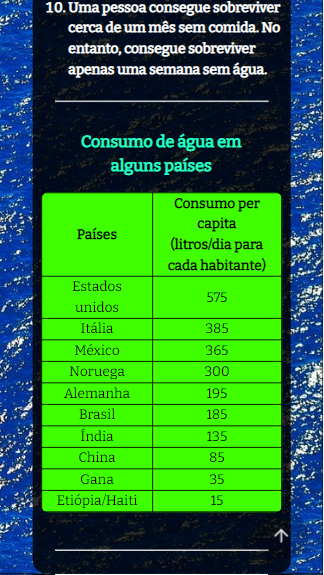 10. Uma pessoa consegue sobreviver
cerca de um mês sem comida. No
entanto, consegue sobreviver
apenas uma semana sem água.
Consumo de água em
alguns países
Países
Consumo per
capita
(litros/dia para
cada habitante)
Estados
unidos
575
Itália 385
México 365
Noruega 300
Alemanha 195
Brasil 185
Índia 135
China 85
Gana 35
Etiópia/Haiti 15